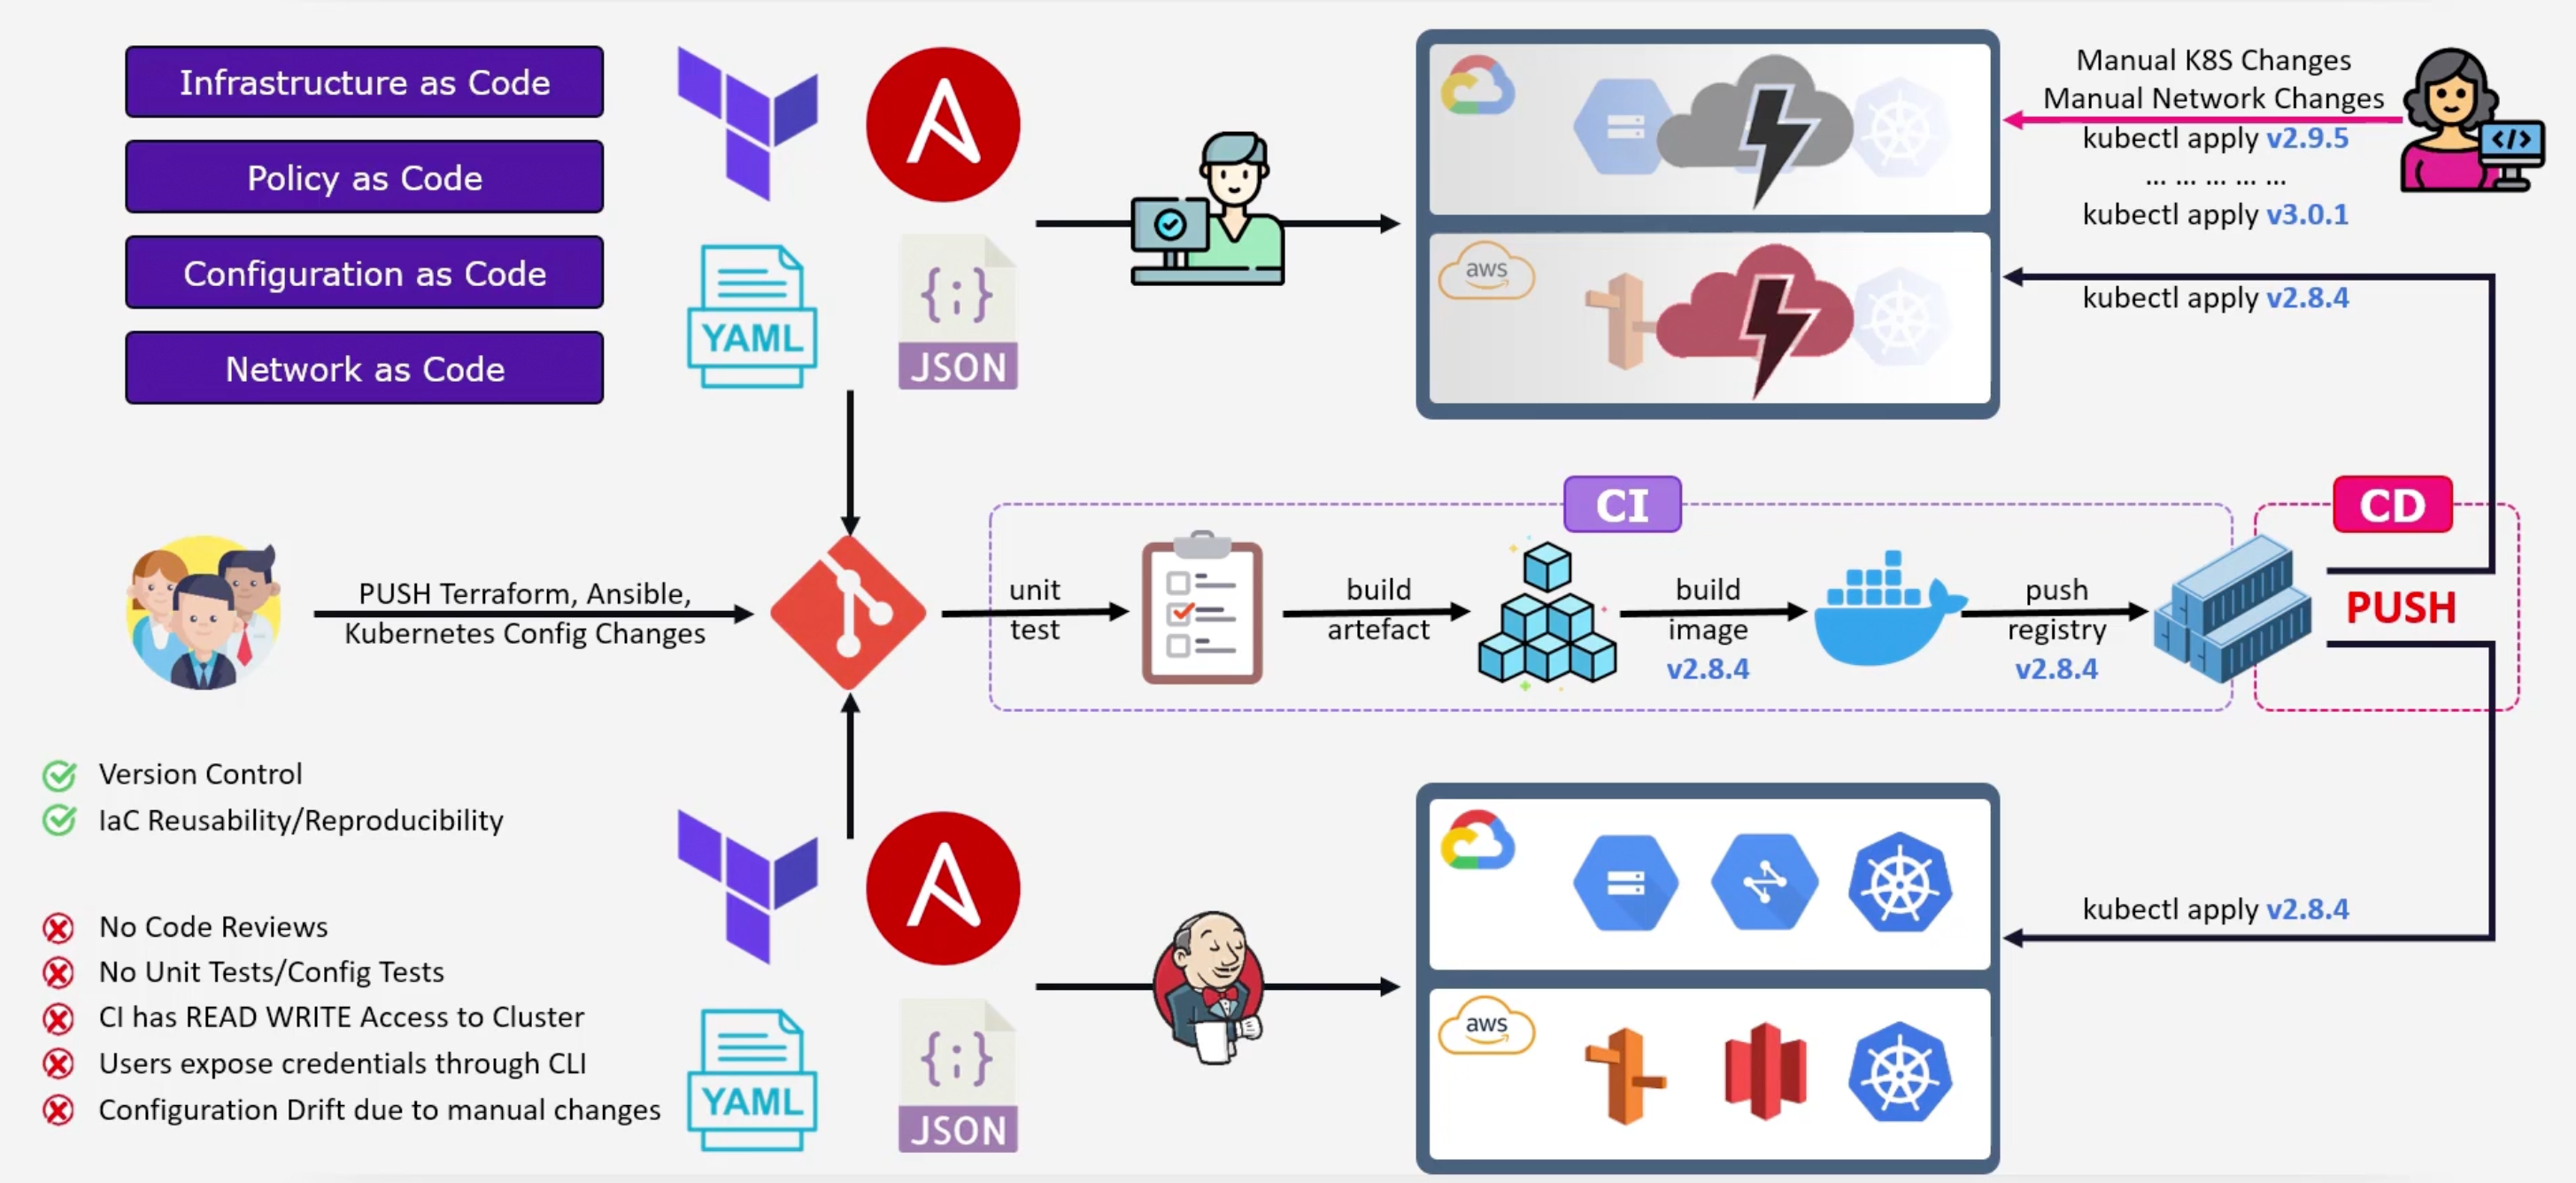 Infrastructure as Code
Policy as Code
Configuration as Code
Network as Code
YAML
{;}
JSON
aws
Manual K8S Changes
Manual Network Changes
kubectl apply v2.9.5
... ... ... ... ...
kubectl apply v3.0.1
</>
kubectl apply v2.8.4
CI
CD
PUSH Terraform, Ansible,
Kubernetes Config Changes
unit
test
build
artefact
build
image
v2.8.4
push
registry
v2.8.4
PUSH
Version Control
IaC Reusability/Reproducibility
No Code Reviews
No Unit Tests/Config Tests
CI has READ WRITE Access to Cluster
Users expose credentials through CLI
Configuration Drift due to manual changes
YAML
{;}
JSON
aws
kubectl apply v2.8.4